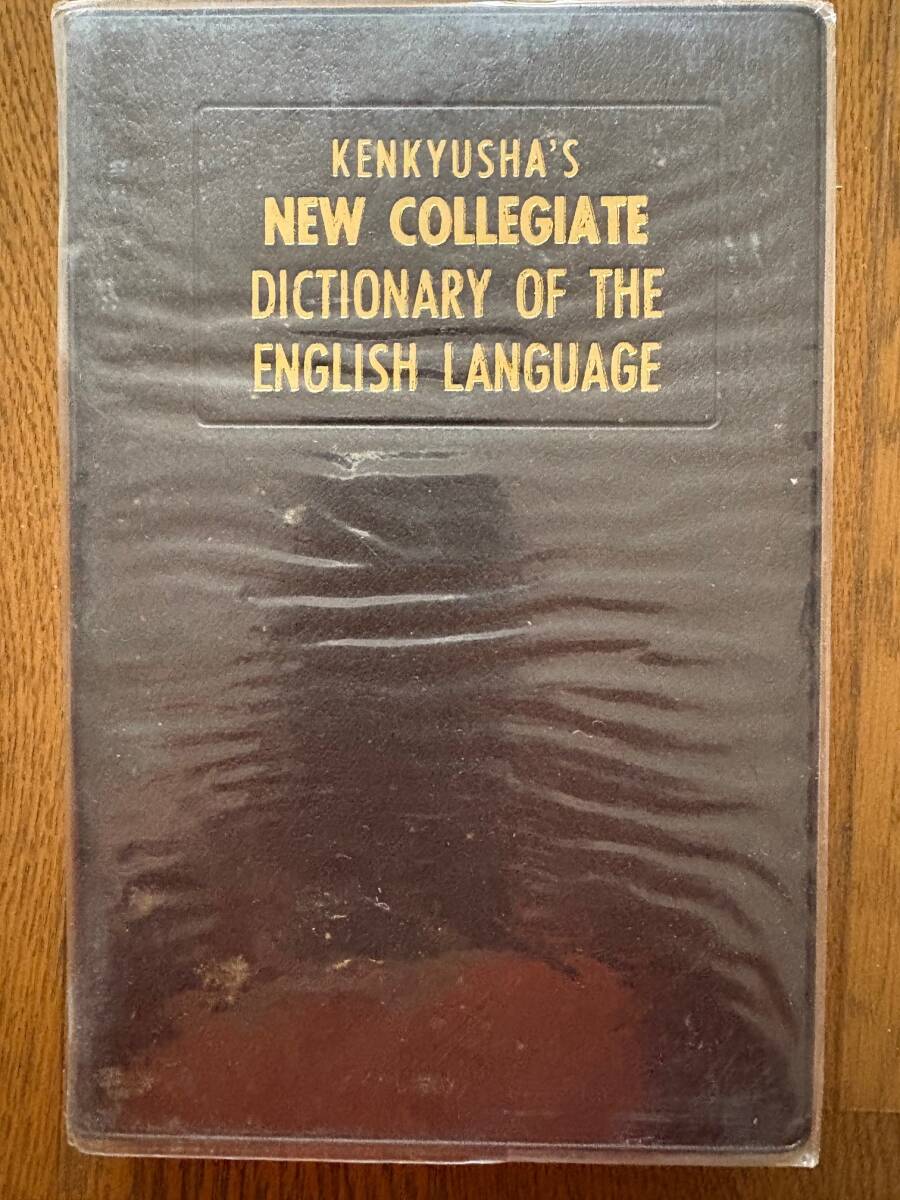 KENKYUSHA'S
NEW COLLEGIATE
DICTIONARY OF THE
ENGLISH LANGUAGE